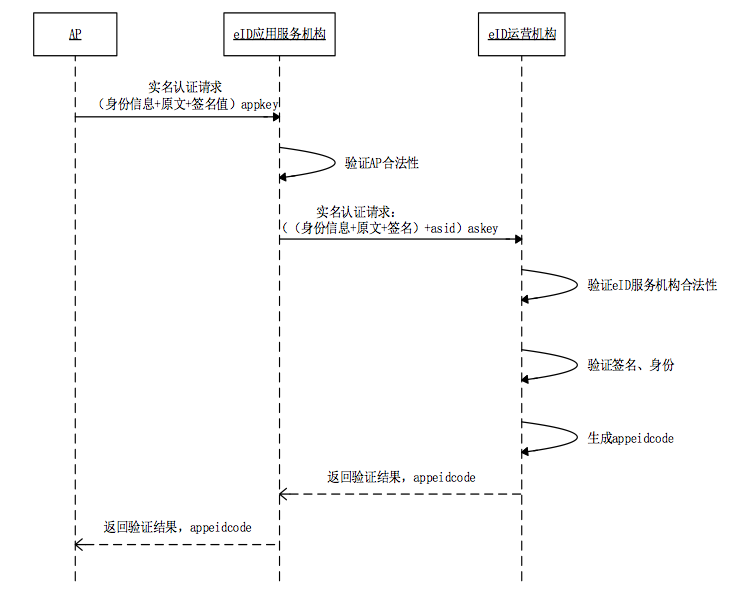 AP
eID应用服务机构
eID运营机构
实名认证请求
（身份信息+原文+签名值）appkey
验证AP合法性
实名认证请求：
（（身份信息+原文+签名）+asid）askey
验证eID服务机构合法性
验证签名、身份
生成appeidcode
返回验证结果，appeidcode
返回验证结果，appeidcode